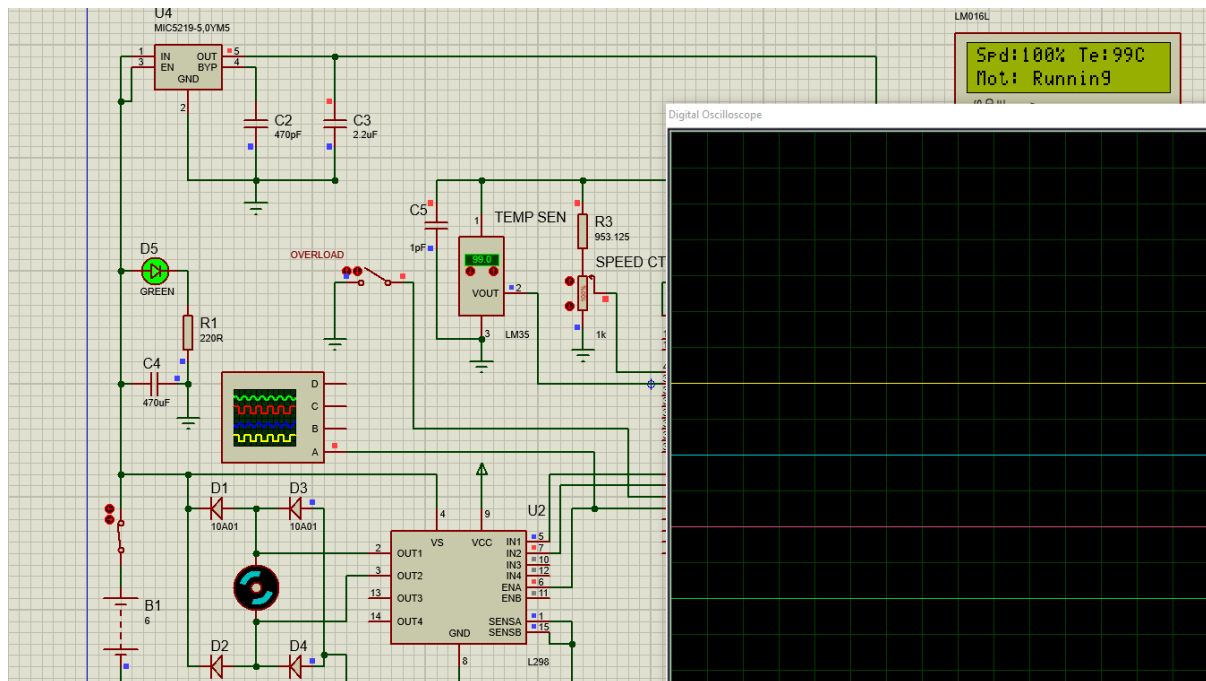 U4
MIC5219-5,0YM5
1
IN
OUT
5
3
EN
BYP
4
GND
2
C2
470pF
C3
2.2uF
LM016L
Spd:100% Te:99C
Mot: Running
Digital Oscilloscope
C5
1pF
1
TEMP SEN
99.0
VOUT
2
3
LM35
R3
953.125
SPEED CT
100%
1k
OVERLOAD
D5
GREEN
R1
220R
C4
470uF
D
C
B
A
D1
10A01
D3
10A01
D2
D4
B1
6
U2
4
9
VS
VCC
2
OUT1
3
OUT2
13
OUT3
14
OUT4
GND
8
IN1
5
IN2
7
IN3
10
IN4
12
ENA
6
ENB
11
SENSA
1
SENSB
15
L298